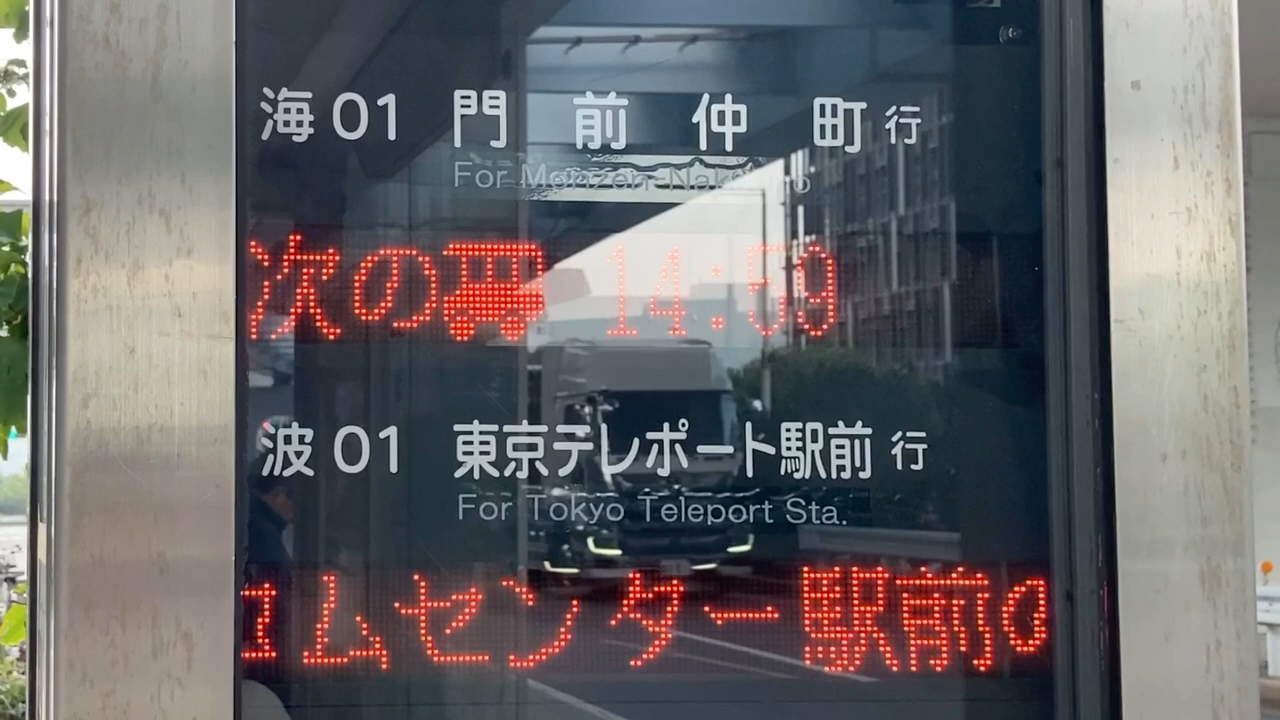 海01 門前仲町行
For Monzen-Nakacho
次の 14:59
波01 東京テレポート駅前行
For Tokyo Teleport Sta.
ムセンター駅前の